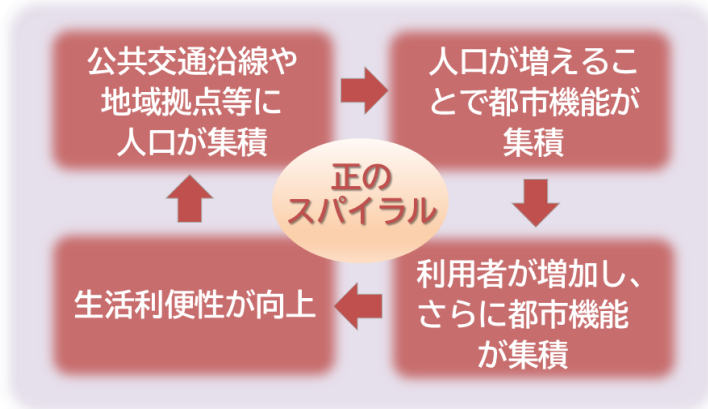 公共交通沿線や
地域拠点等に
人口が集積
人口が増えるこ
とで都市機能が
集積
正の
スパイラル
利用者が増加し、
さらに都市機能
が集積
生活利便性が向上